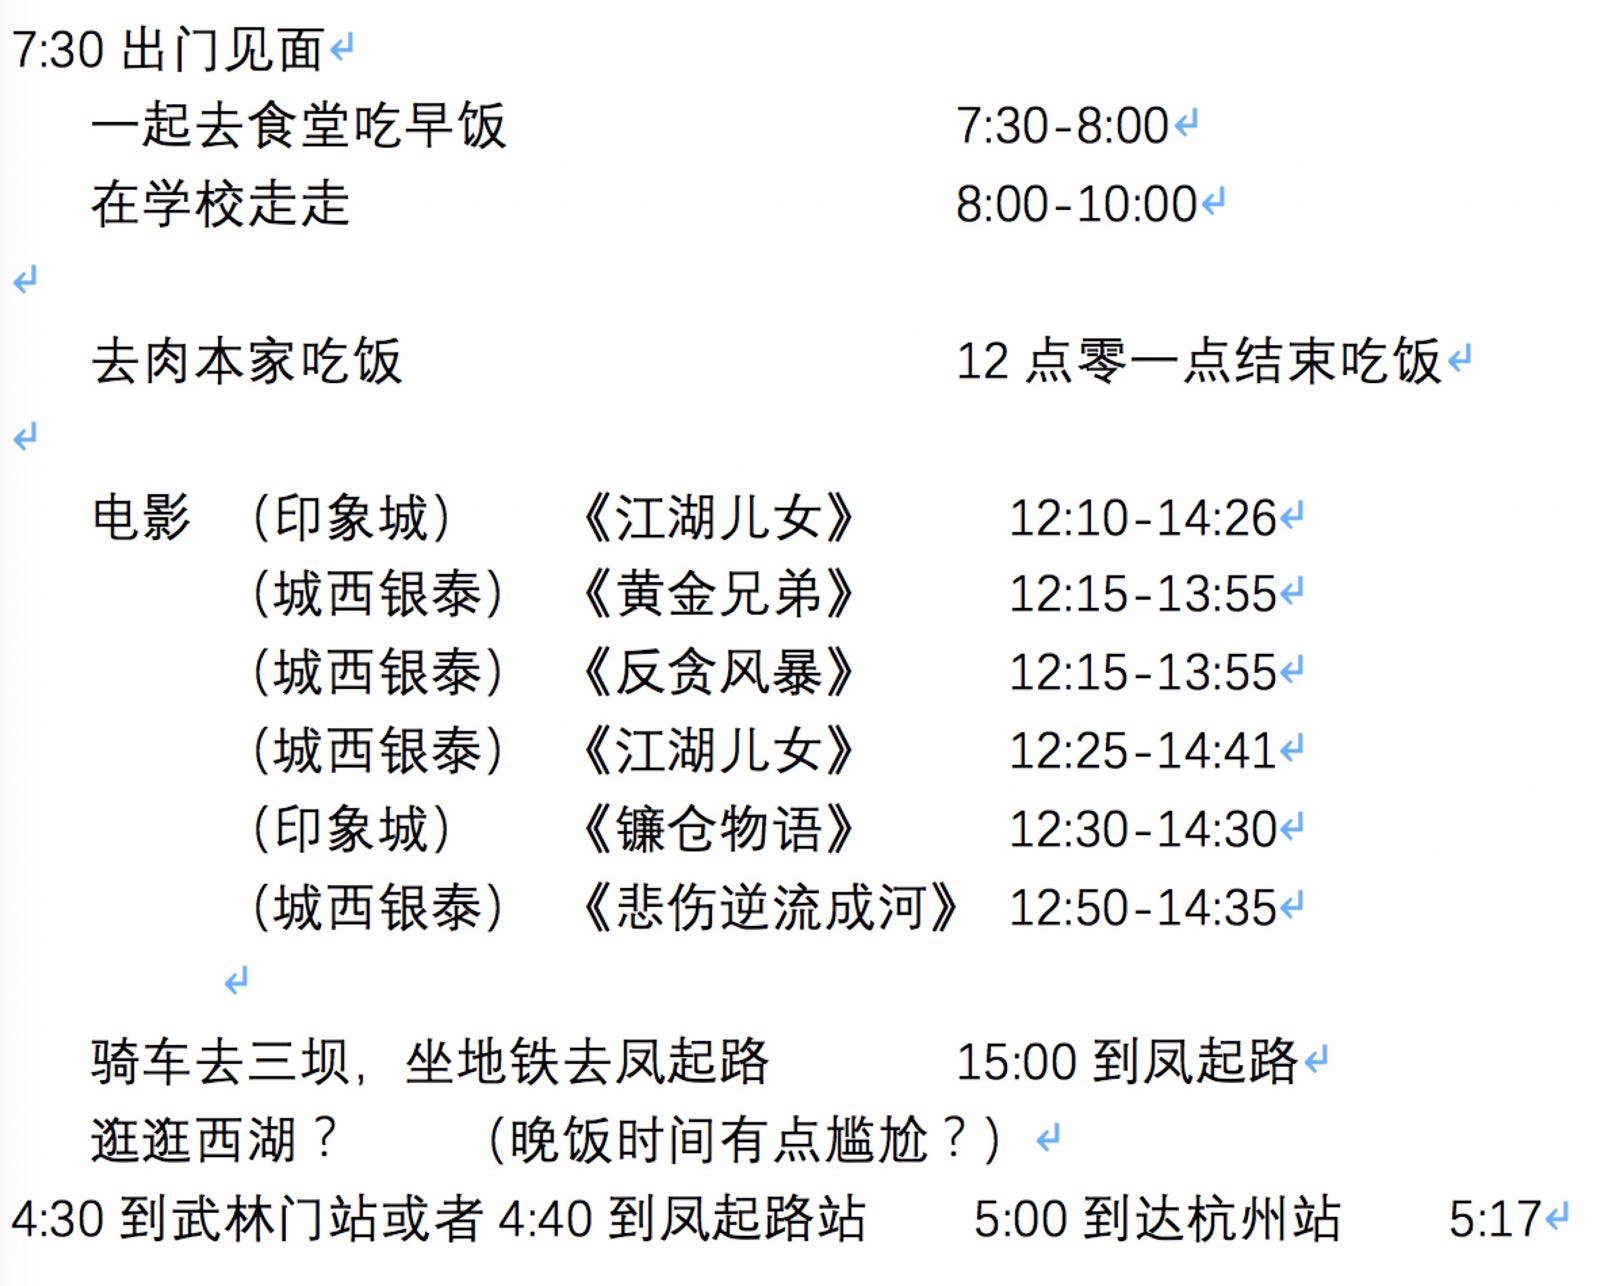 7:30 出门见面
一起去食堂吃早饭 7:30-8:00
在学校走走 8:00-10:00
去肉本家吃饭 12 点零一点结束吃饭
电影 （印象城） 《江湖儿女》 12:10-14:26
（城西银泰） 《黄金兄弟》 12:15-13:55
（城西银泰） 《反贪风暴》 12:15-13:55
（城西银泰） 《江湖儿女》 12:25-14:41
（印象城） 《镰仓物语》 12:30-14:30
（城西银泰） 《悲伤逆流成河》 12:50-14:35
骑车去三坝，坐地铁去凤起路 15:00 到凤起路
逛逛西湖？ （晚饭时间有点尴尬？）
4:30 到武林门站或者 4:40 到凤起路站 5:00 到达杭州站 5:17